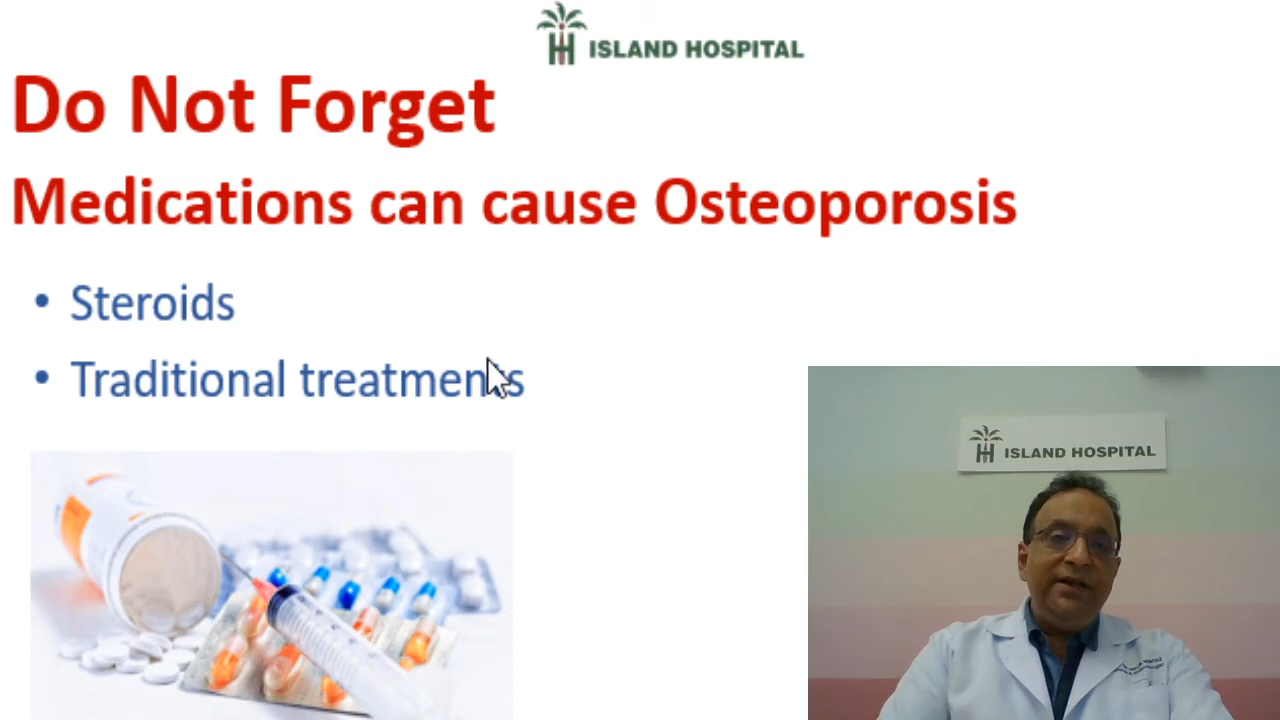 ISLAND HOSPITAL
Do Not Forget
Medications can cause Osteoporosis
• Steroids
• Traditional treatments
ISLAND HOSPITAL